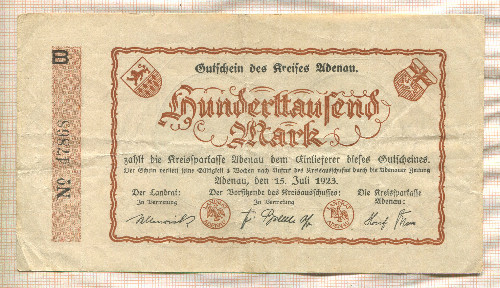 B
No 17868
Gutschein des Kreises Adenau.
Hunderttausend
Mark
zahlt die Kreissparkasse Adenau dem Einlieferer dieses Gutscheines.
Der Schein verliert seine Gültigkeit 4 Wochen nach Aufruf des Kreisausschusses durch die Adenauer Zeitung
Adenau, den 15. Juli 1923.
Der Landrat: Der Vorsitzende des Kreisausschusses: Die Kreissparkasse
In Vertretung In Vertretung Adenau: